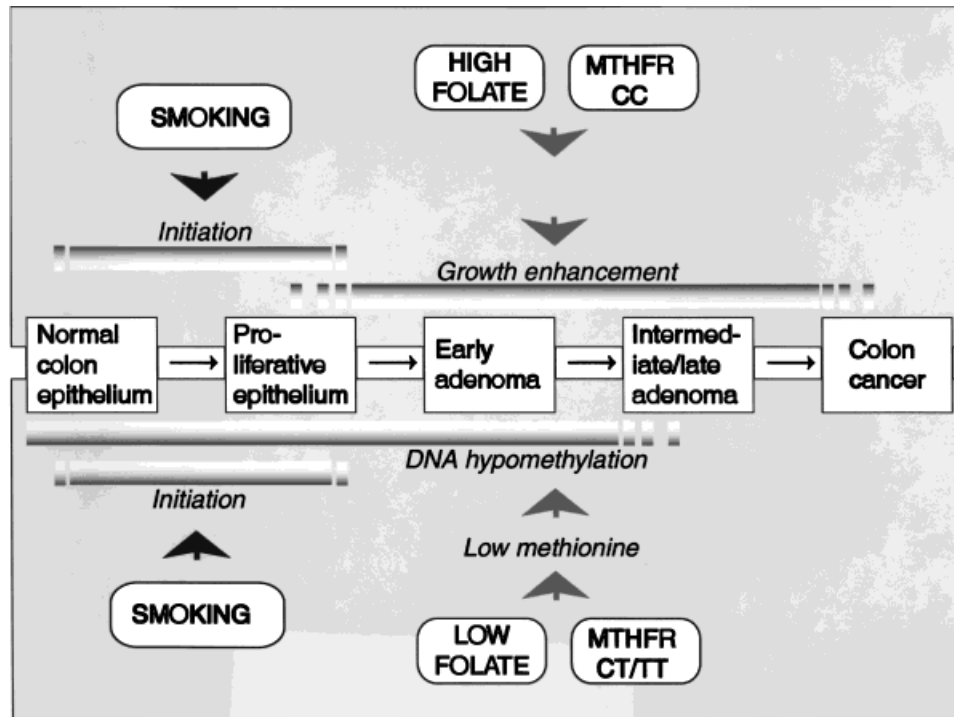 HIGH
FOLATE
MTHFR
CC
SMOKING
Initiation
Growth enhancement
Normal
colon
epithelium
Pro-
liferative
epithelium
Early
adenoma
Intermed-
iate/late
adenoma
Colon
cancer
DNA hypomethylation
Initiation
Low methionine
SMOKING
LOW
FOLATE
MTHFR
CT/TT